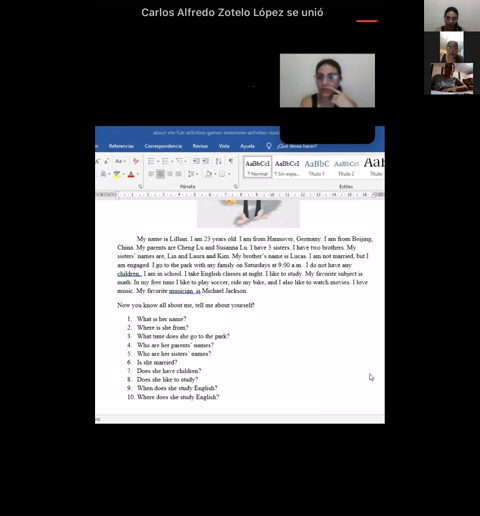 Carlos Alfredo Zotelo López se unió
about-me-fun-activities-games-icebreaker-activities-readi
Referencias Correspondencia Revisar Vista Ayuda ¿Qué desea hacer?
AaBbCcI AaBbCcI AaBbC AaBbCcI AaB
¶ Normal ¶ Sin espa... Título 1 Título 2 Título
Párrafo Estilos
My name is Lillian. I am 23 years old. I am from Hannover, Germany. I am from Beijing,
China. My parents are Cheng Lu and Susanna Lu. I have 3 sisters. I have two brothers. My
sisters' names are, Lin and Laura and Kim. My brother's name is Lucas. I am not married, but I
am engaged. I go to the park with my family on Saturdays at 9:00 a.m. I do not have any
children. I am in school. I take English classes at night. I like to study. My favorite subject is
math. In my free time I like to play soccer, ride my bike, and I also like to watch movies. I love
music. My favorite musician is Michael Jackson.
Now you know all about me, tell me about yourself!
1. What is her name?
2. Where is she from?
3. What time does she go to the park?
4. Who are her parents' names?
5. Who are her sisters' names?
6. Is she married?
7. Does she have children?
8. Does she like to study?
9. When does she study English?
10. Where does she study English?